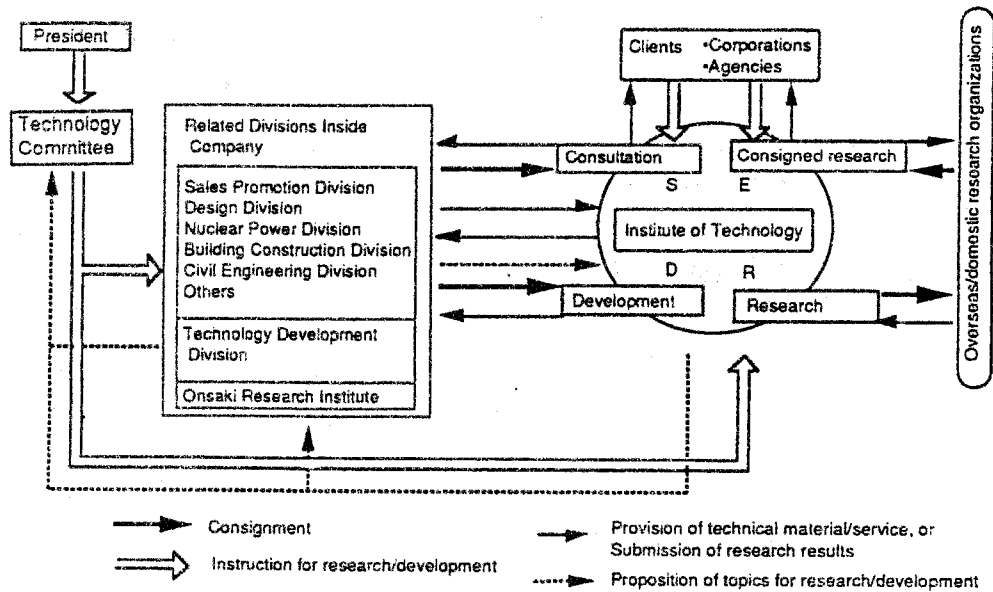 President
Technology
Committee
Related Divisions Inside
Company
Sales Promotion Division
Design Division
Nuclear Power Division
Building Construction Division
Civil Engineering Division
Others
Technology Development
Division
Onsaki Research Institute
Clients •Corporations
•Agencies
Consultation
Consigned research
S E
Institute of Technology
D R
Development
Research
Overseas/domestic research organizations
Consignment
Instruction for research/development
Provision of technical material/service, or
Submission of research results
Proposition of topics for research/development